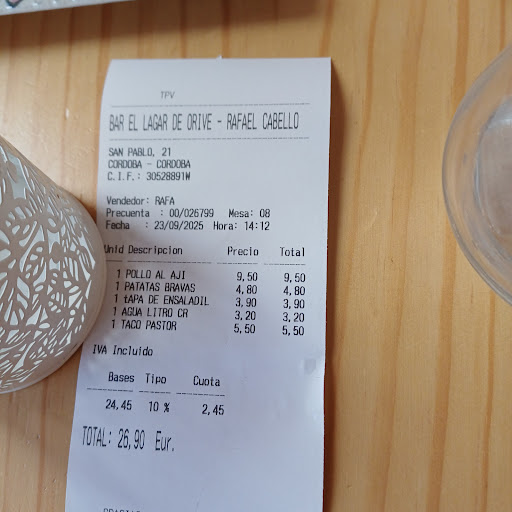 TPV
BAR EL LAGAR DE ORIVE - RAFAEL CABELLO
SAN PABLO, 21
CORDOBA - CORDOBA
C.I.F.: 30528891W
Vendedor: RAFA
Precuenta : 00/026799 Mesa: 08
Fecha : 23/09/2025 Hora: 14:12
Unid Descripcion Precio Total
1 POLLO AL AJI 9,50 9,50
1 PATATAS BRAVAS 4,80 4,80
1 tAPA DE ENSALADIL 3,90 3,90
1 AGUA LITRO CR 3,20 3,20
1 TACO PASTOR 5,50 5,50
IVA Incluido
Bases Tipo Cuota
24,45 10 % 2,45
TOTAL: 26,90 Eur.